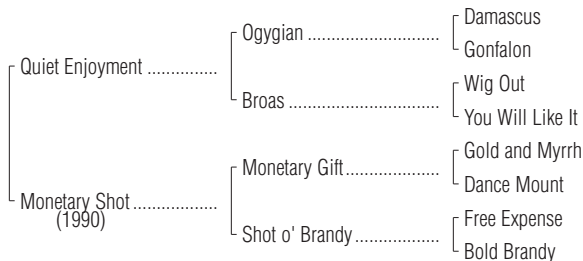 Damascus
Ogygian
Gonfalon
Quiet Enjoyment
Wig Out
Broas
You Will Like It
Gold and Myrrh
Monetary Gift
Dance Mount
Monetary Shot
(1990)
Free Expense
Shot o' Brandy
Bold Brandy